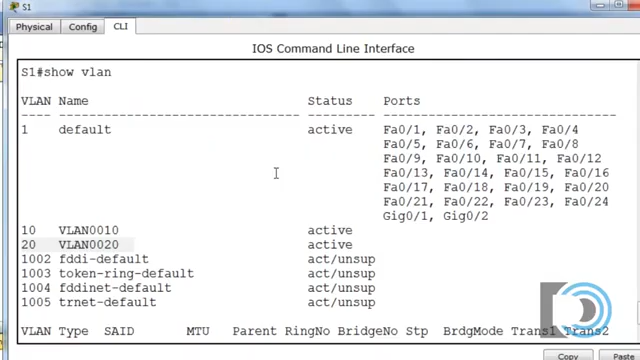 S1
Physical Config CLI
IOS Command Line Interface
S1#show vlan
VLAN Name Status Ports
---- -------------------------------- --------- -------------------------------
1 default active Fa0/1, Fa0/2, Fa0/3, Fa0/4
Fa0/5, Fa0/6, Fa0/7, Fa0/8
Fa0/9, Fa0/10, Fa0/11, Fa0/12
Fa0/13, Fa0/14, Fa0/15, Fa0/16
Fa0/17, Fa0/18, Fa0/19, Fa0/20
Fa0/21, Fa0/22, Fa0/23, Fa0/24
Gig0/1, Gig0/2
10 VLAN0010 active
20 VLAN0020 active
1002 fddi-default act/unsup
1003 token-ring-default act/unsup
1004 fddinet-default act/unsup
1005 trnet-default act/unsup
VLAN Type SAID MTU Parent RingNo BridgeNo Stp BrdgMode Trans1 Trans2
Copy Paste